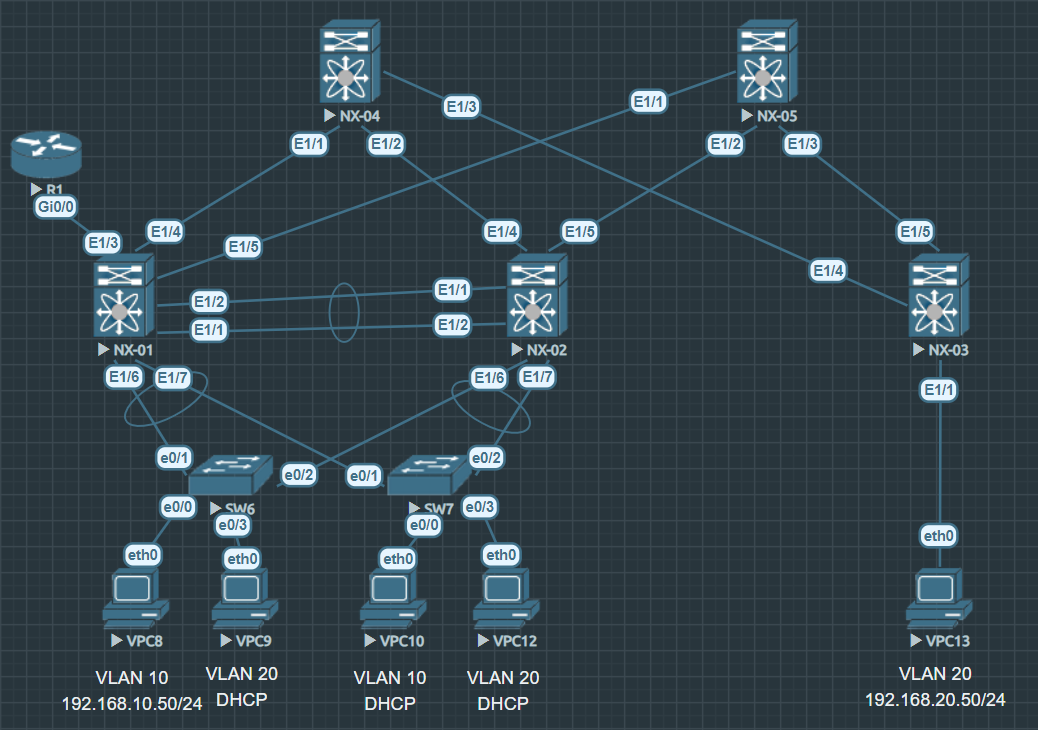 NX-04
NX-05
E1/3
E1/1
E1/1
E1/2
E1/2
E1/3
R1
Gi0/0
E1/3
E1/4
E1/5
E1/4
E1/5
E1/5
E1/4
E1/2
E1/1
E1/1
E1/2
NX-01
NX-02
NX-03
E1/6
E1/7
E1/6
E1/7
E1/1
e0/1
e0/2
e0/1
e0/2
e0/0
SW6
e0/3
SW7
e0/0
e0/3
eth0
eth0
eth0
eth0
eth0
VPC8
VPC9
VPC10
VPC12
VPC13
VLAN 10
192.168.10.50/24
VLAN 20
DHCP
VLAN 10
DHCP
VLAN 20
DHCP
VLAN 20
192.168.20.50/24